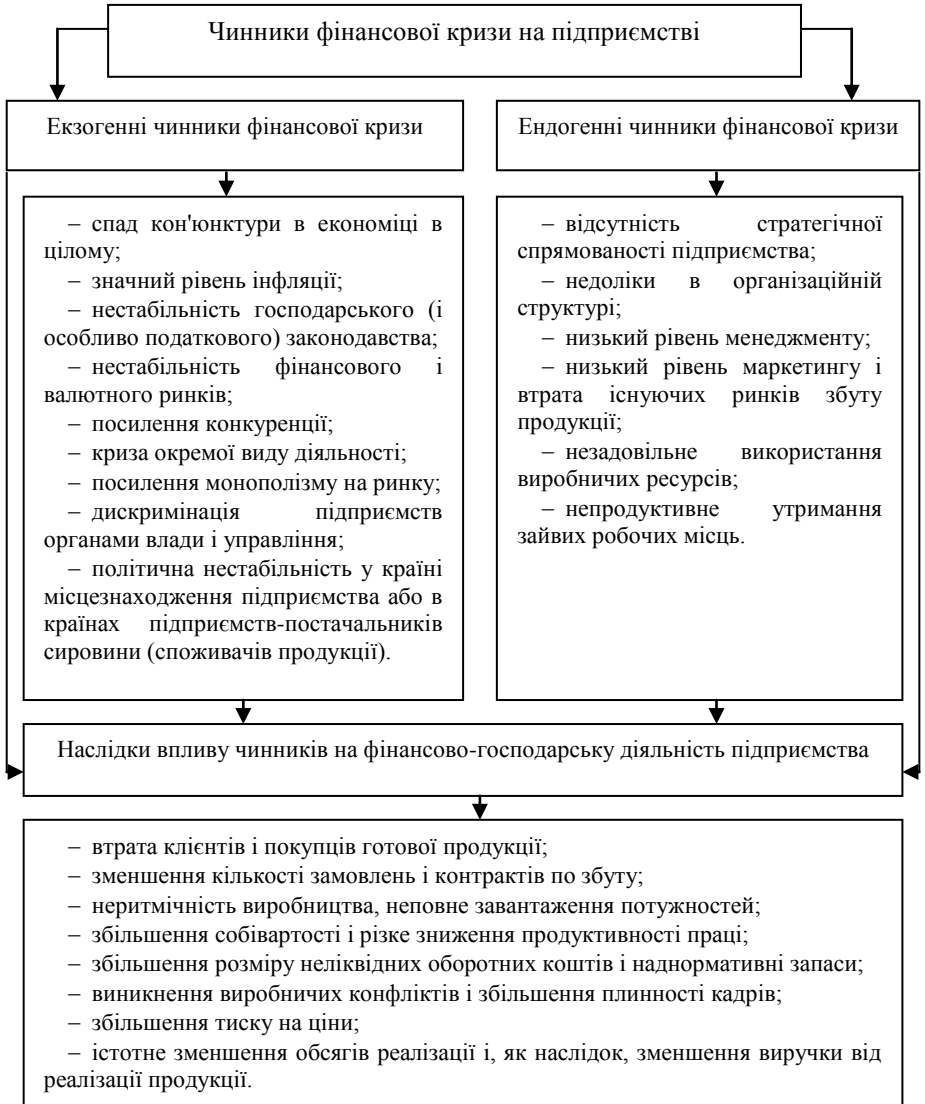 Чинники фінансової кризи на підприємстві
Екзогенні чинники фінансової кризи
Ендогенні чинники фінансової кризи
– спад кон'юнктури в економіці в
цілому;
– значний рівень інфляції;
– нестабільність господарського (і
особливо податкового) законодавства;
– нестабільність фінансового і
валютного ринків;
– посилення конкуренції;
– криза окремої виду діяльності;
– посилення монополізму на ринку;
– дискримінація підприємств
органами влади і управління;
– політична нестабільність у країні
місцезнаходження підприємства або в
країнах підприємств-постачальників
сировини (споживачів продукції).
– відсутність стратегічної
спрямованості підприємства;
– недоліки в організаційній
структурі;
– низький рівень менеджменту;
– низький рівень маркетингу і
втрата існуючих ринків збуту
продукції;
– незадовільне використання
виробничих ресурсів;
– непродуктивне утримання
зайвих робочих місць.
Наслідки впливу чинників на фінансово-господарську діяльність підприємства
– втрата клієнтів і покупців готової продукції;
– зменшення кількості замовлень і контрактів по збуту;
– неритмічність виробництва, неповне завантаження потужностей;
– збільшення собівартості і різке зниження продуктивності праці;
– збільшення розміру неліквідних оборотних коштів і наднормативні запаси;
– виникнення виробничих конфліктів і збільшення плинності кадрів;
– збільшення тиску на ціни;
– істотне зменшення обсягів реалізації і, як наслідок, зменшення виручки від
реалізації продукції.